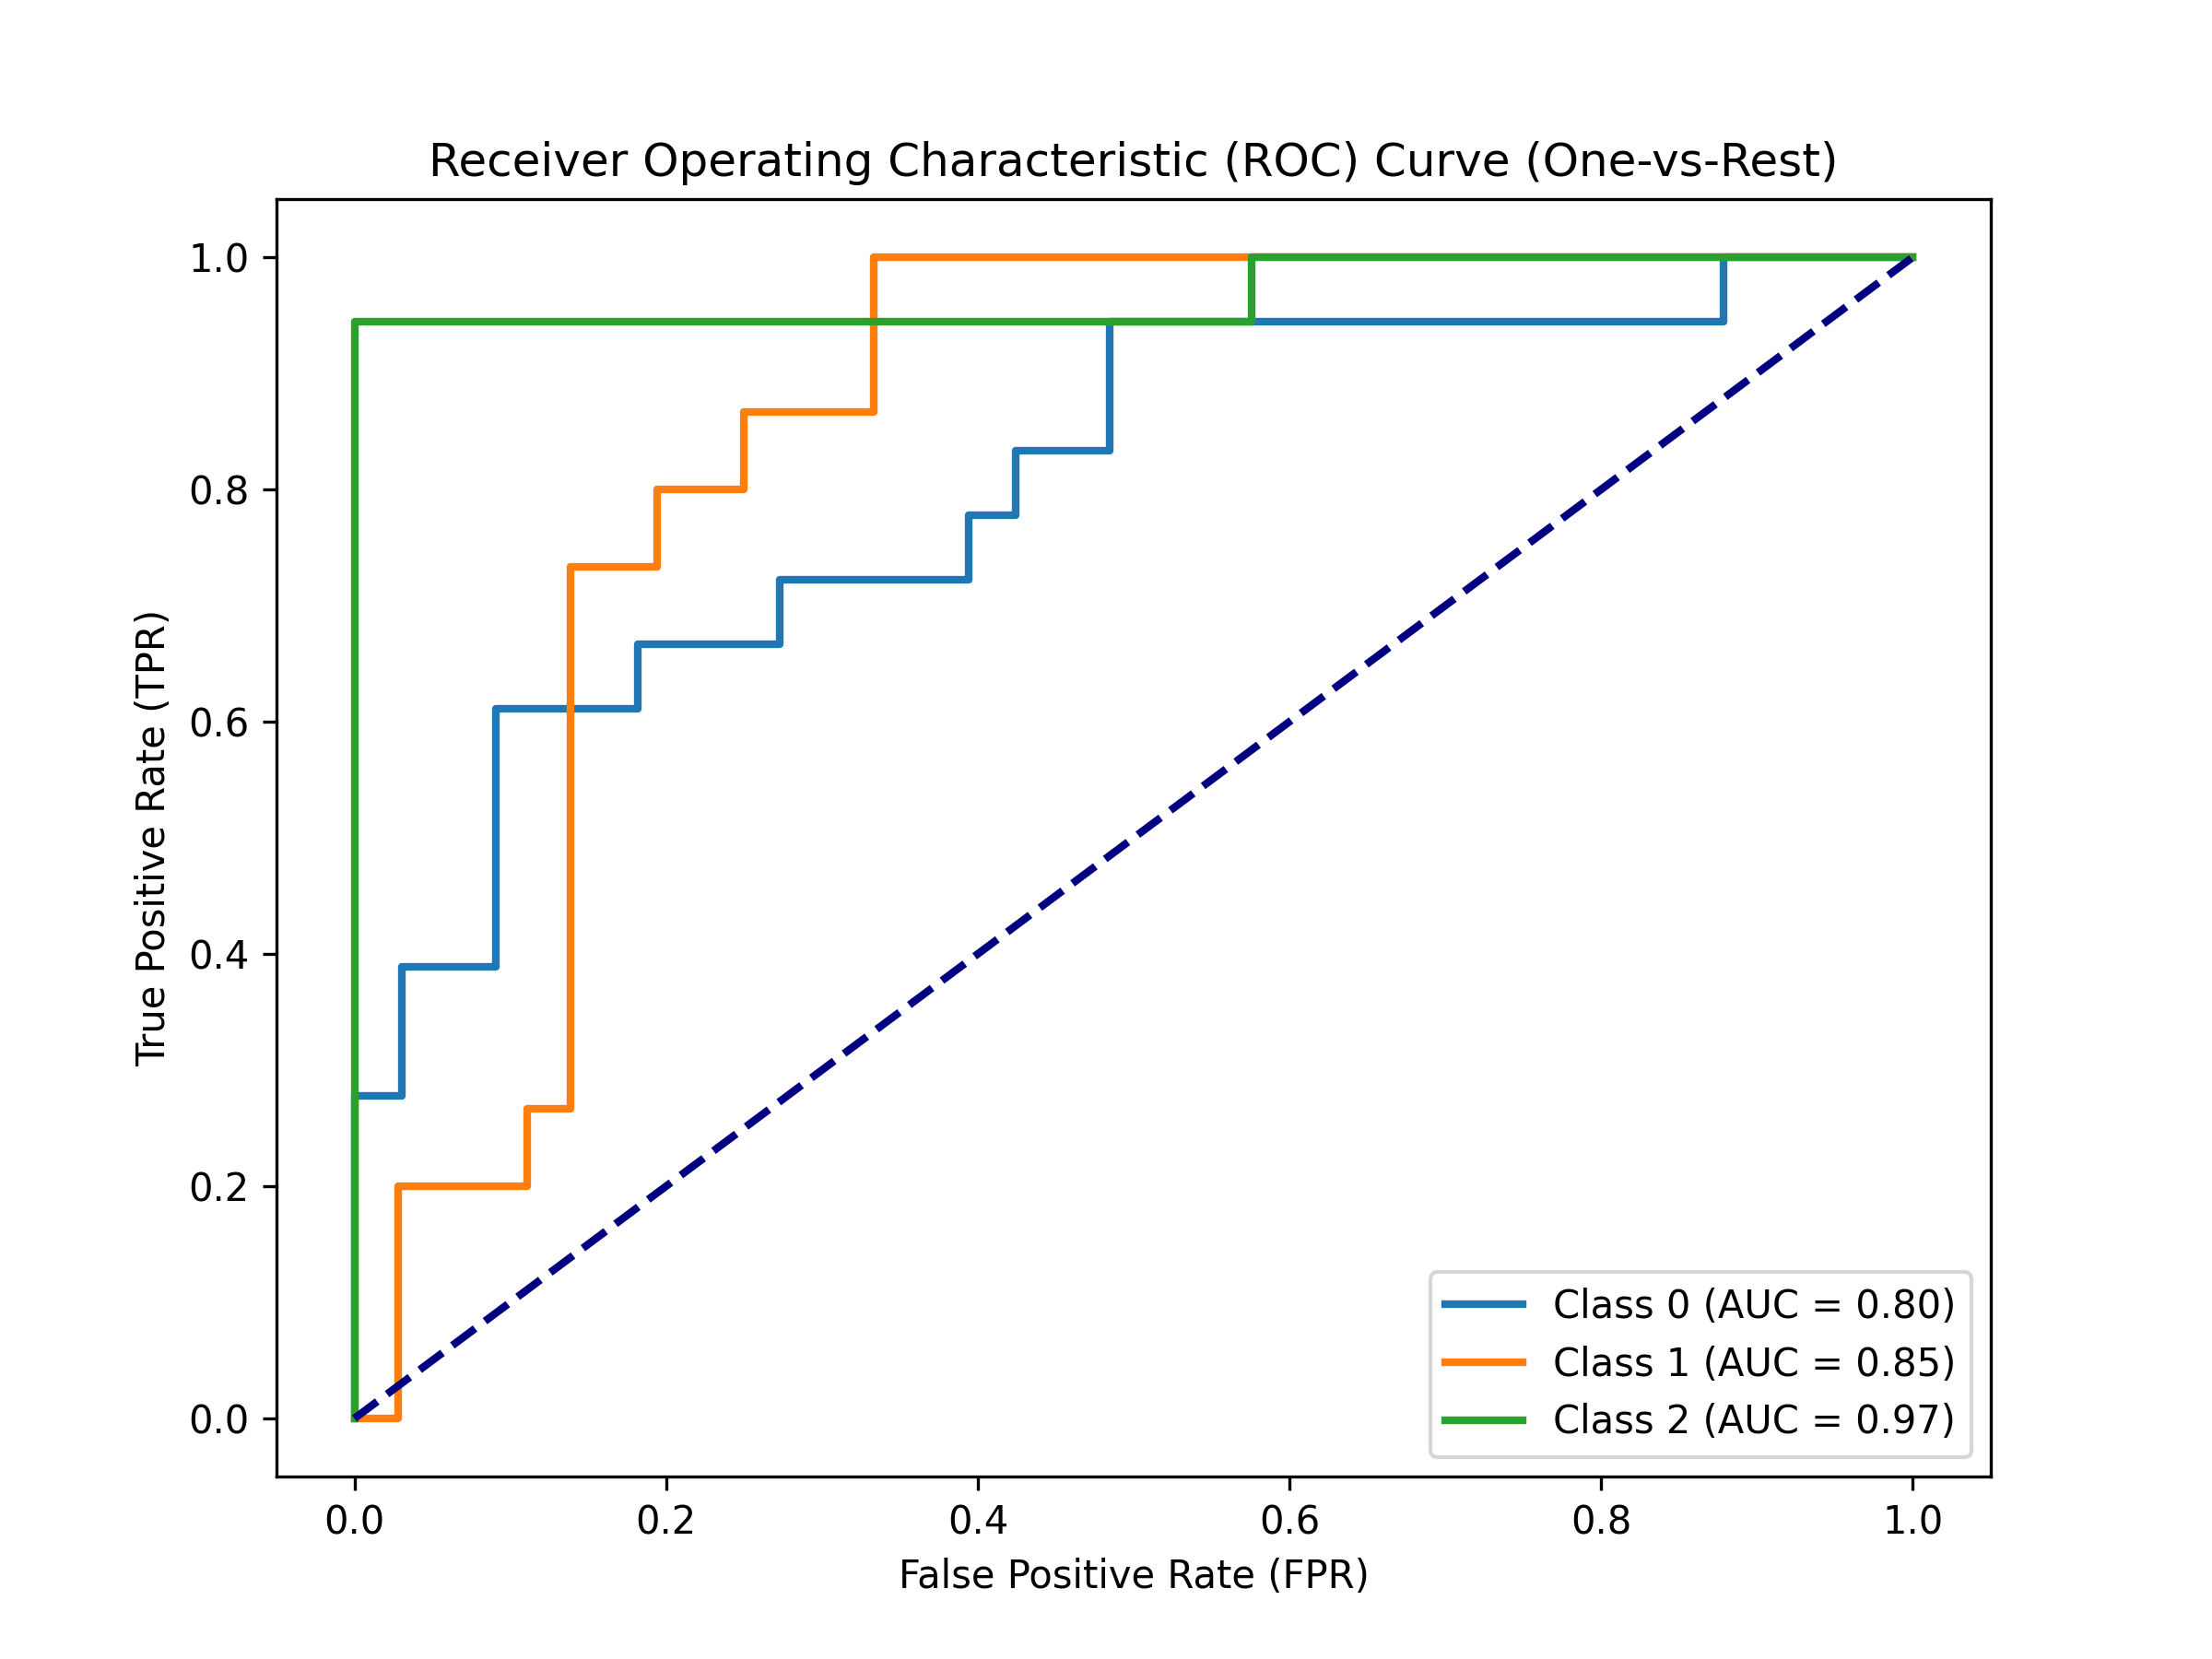 Receiver Operating Characteristic (ROC) Curve (One-vs-Rest)
True Positive Rate (TPR)
1.0
0.8
0.6
0.4
0.2
0.0
Class 0 (AUC = 0.80)
Class 1 (AUC = 0.85)
Class 2 (AUC = 0.97)
0.0 0.2 0.4 0.6 0.8 1.0
False Positive Rate (FPR)